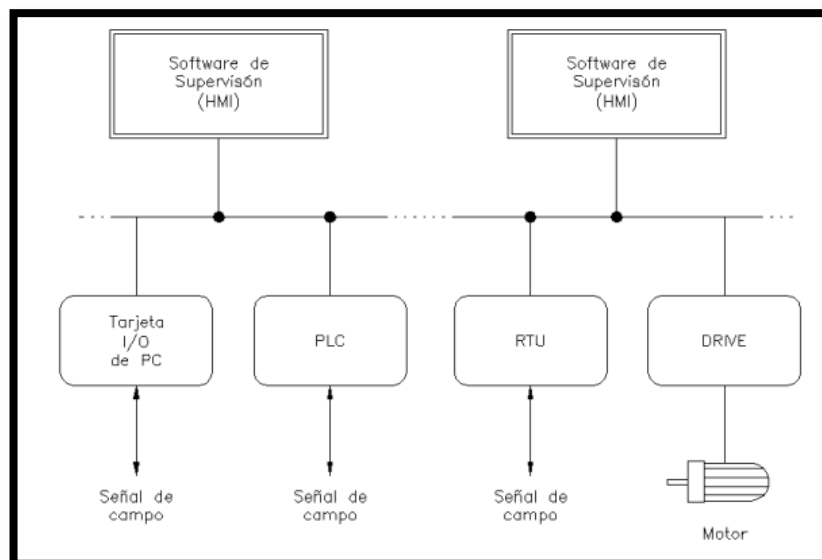 Software de
Supervisón
(HMI)
Software de
Supervisón
(HMI)
Tarjeta
I/O
de PC
PLC
RTU
DRIVE
Señal de
campo
Señal de
campo
Señal de
campo
Motor